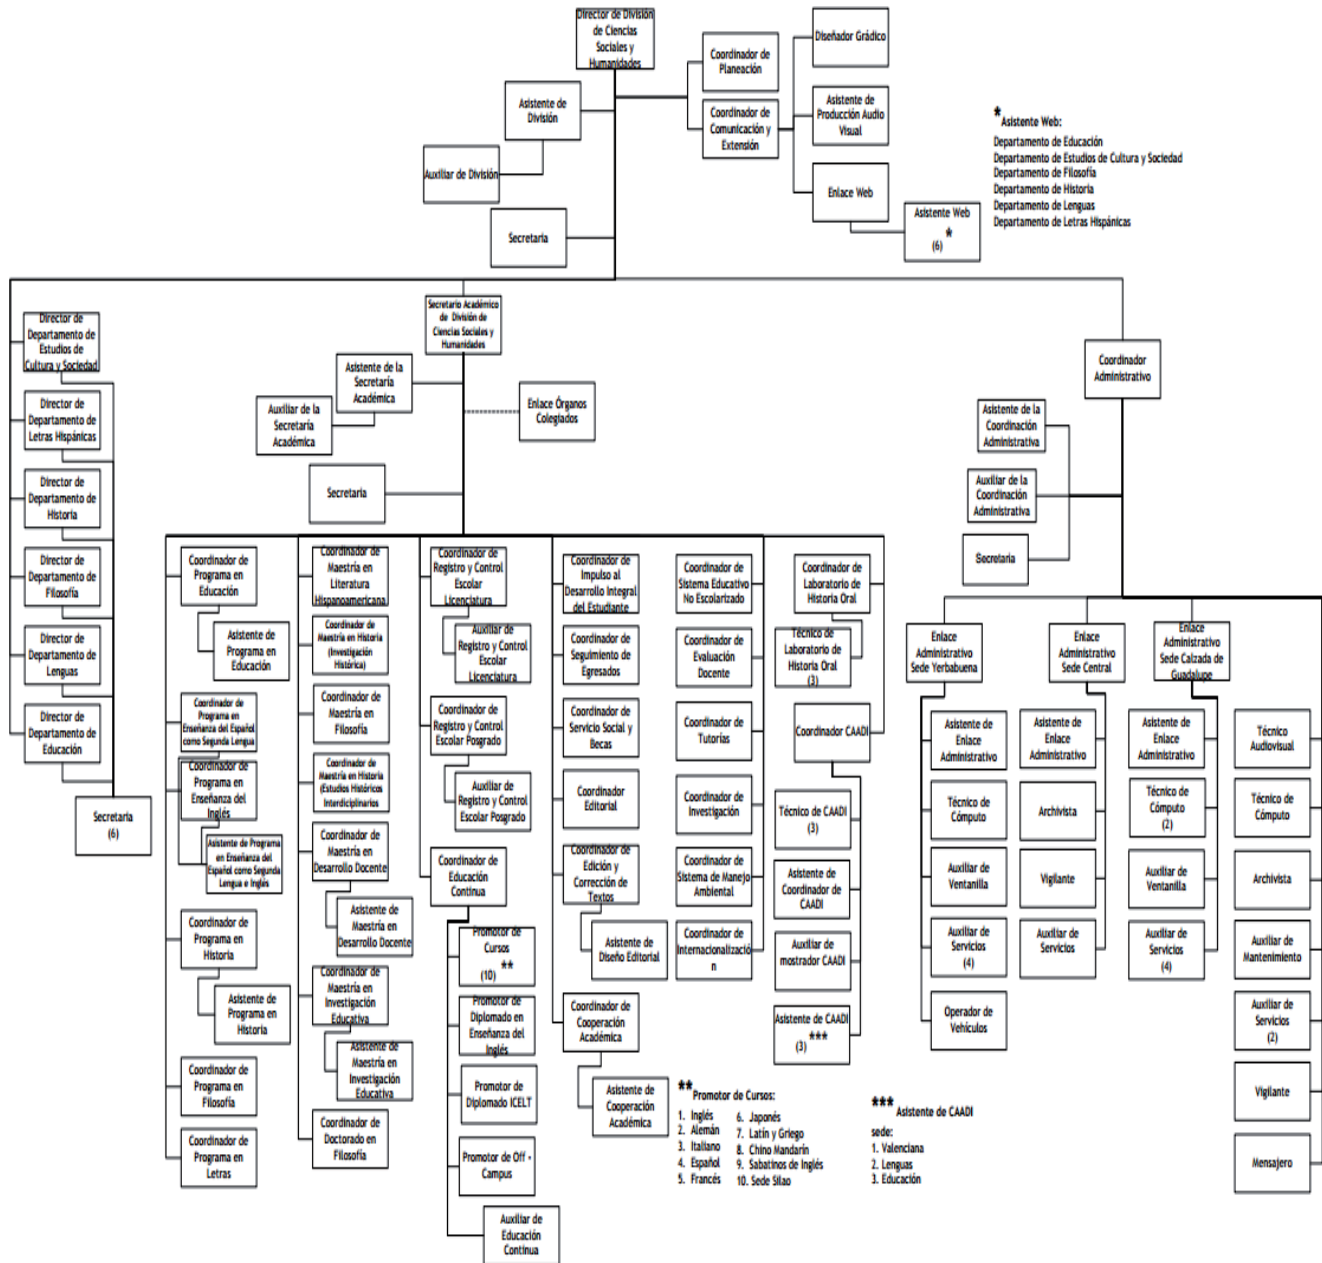 Director de División
de Ciencias
Sociales y
Humanidades
Coordinador de
Planeación
Diseñador Grádico
Asistente de
División
Coordinador de
Comunicación y
Extensión
Asistente de
Producción Audio
Visual
Auxiliar de División
Enlace Web
Secretaria
Asistente Web
*
(6)
*Asistente Web:
Departamento de Educación
Departamento de Estudios de Cultura y Sociedad
Departamento de Filosofía
Departamento de Historia
Departamento de Lenguas
Departamento de Letras Hispánicas
Director de
Departamento de
Estudios de
Cultura y Sociedad
Director de
Departamento de
Letras Hispánicas
Director de
Departamento de
Historia
Director de
Departamento de
Filosofía
Director de
Departamento de
Lenguas
Director de
Departamento de
Educación
Secretaria
(6)
Secretario Académico
de División de
Ciencias Sociales y
Humanidades
Asistente de la
Secretaría
Académica
Auxiliar de la
Secretaría
Académica
Enlace Órganos
Colegiados
Secretaria
Coordinador de
Programa en
Educación
Asistente de
Programa en
Educación
Coordinador de
Programa en
Enseñanza del Español
como Segunda Lengua
Coordinador de
Programa en
Enseñanza del
Inglés
Asistente de Programa
en Enseñanza del
Español como Segunda
Lengua e Inglés
Coordinador de
Programa en
Historia
Asistente de
Programa en
Historia
Coordinador de
Programa en
Filosofía
Coordinador de
Programa en
Letras
Coordinador de
Maestría en
Literatura
Hispanoamericana
Coordinador de
Maestría en Historia
(Investigación
Histórica)
Coordinador de
Maestría en
Filosofía
Coordinador de
Maestría en Historia
(Estudios Históricos
Interdiciplinarios
Coordinador de
Maestría en
Desarrollo Docente
Asistente de
Maestría en
Desarrollo Docente
Coordinador de
Maestría en
Investigación
Educativa
Asistente de
Maestría en
Investigación
Educativa
Coordinador de
Doctorado en
Filosofía
Coordinador de
Registro y Control
Escolar
Licenciatura
Auxiliar de
Registro y Control
Escolar
Licenciatura
Coordinador de
Registro y Control
Escolar Posgrado
Auxiliar de
Registro y Control
Escolar Posgrado
Coordinador de
Educación
Continua
Promotor de
Cursos
**
(10)
Promotor de
Diplomado en
Enseñanza del
Inglés
Promotor de
Diplomado ICELT
Promotor de Off -
Campus
Auxiliar de
Educación
Continua
Coordinador de
Impulso al
Desarrollo Integral
del Estudiante
Coordinador de
Seguimiento de
Egresados
Coordinador de
Servicio Social y
Becas
Coordinador
Editorial
Coordinador de
Edición y
Corrección de
Textos
Asistente de
Diseño Editorial
Coordinador de
Cooperación
Académica
Asistente de
Cooperación
Académica
Coordinador de
Sistema Educativo
No Escolarizado
Coordinador de
Evaluación
Docente
Coordinador de
Tutorías
Coordinador de
Investigación
Coordinador de
Sistema de Manejo
Ambiental
Coordinador de
Internacionalizació
n
Coordinador de
Laboratorio de
Historia Oral
Técnico de
Laboratorio de
Historia Oral
(3)
Coordinador CAADI
Técnico de CAADI
(3)
Asistente de
Coordinador de
CAADI
Auxiliar de
mostrador CAADI
Asistente de CAADI
***
(3)
**Promotor de Cursos:
1. Inglés
2. Alemán
3. Italiano
4. Español
5. Francés
6. Japonés
7. Latín y Griego
8. Chino Mandarín
9. Sabatinos de Inglés
10. Sede Silao
*** Asistente de CAADI
sede:
1. Valenciana
2. Lenguas
3. Educación
Coordinador
Administrativo
Asistente de la
Coordinación
Administrativa
Auxiliar de la
Coordinación
Administrativa
Secretaria
Enlace
Administrativo
Sede Yerbabuena
Asistente de
Enlace
Administrativo
Técnico de
Cómputo
Auxiliar de
Ventanilla
Auxiliar de
Servicios
(4)
Operador de
Vehículos
Enlace
Administrativo
Sede Central
Asistente de
Enlace
Administrativo
Archivista
Vigilante
Auxiliar de
Servicios
Enlace
Administrativo
Sede Calzada de
Guadalupe
Asistente de
Enlace
Administrativo
Técnico de
Cómputo
(2)
Auxiliar de
Ventanilla
Auxiliar de
Servicios
(4)
Técnico
Audiovisual
Técnico de
Cómputo
Archivista
Auxiliar de
Mantenimiento
Auxiliar de
Servicios
(2)
Vigilante
Mensajero